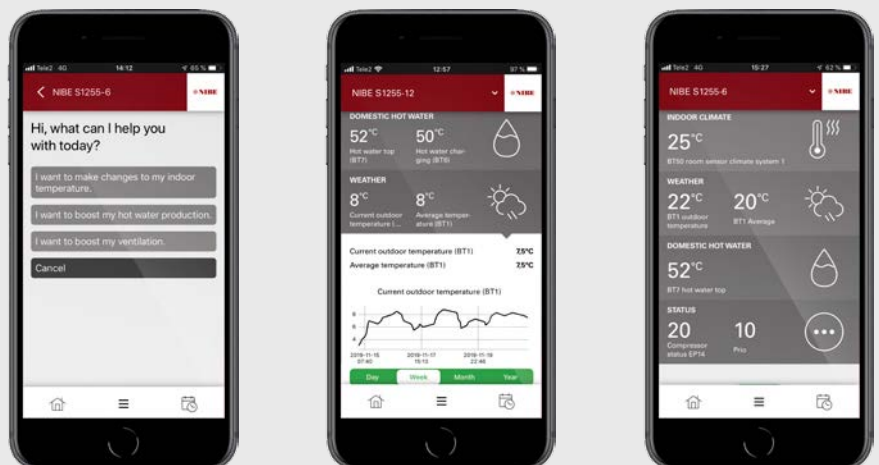 Tele2 4G 14:12 65 %
NIBE S1255-6
NIBE
Hi, what can I help you
with today?
I want to make changes to my indoor
temperature.
I want to boost my hot water production.
I want to boost my ventilation.
Cancel
Tele2 12:57 97 %
NIBE S1255-12
NIBE
DOMESTIC HOT WATER
52°C 50°C
Hot water top Hot water char-
(BT7) ging (BT6)
WEATHER
8°C 8°C
Current outdoor Average temper-
temperature (... ature (BT1)
Current outdoor temperature (BT1) 7,5°C
Average temperature (BT1) 7,5°C
Current outdoor temperature (BT1)
8
6
4
2019-11-15 2019-11-17 2019-11-19
07:40 15:13 22:46
Day Week Month Year
Tele2 4G 15:27 62 %
NIBE S1255-6
NIBE
INDOOR CLIMATE
25°C
BT50 room sensor climate system 1
WEATHER
22°C 20°C
BT1 outdoor BT1 Average
temperature
DOMESTIC HOT WATER
52°C
BT7 hot water top
STATUS
20 10
Compressor Prio
status EP14